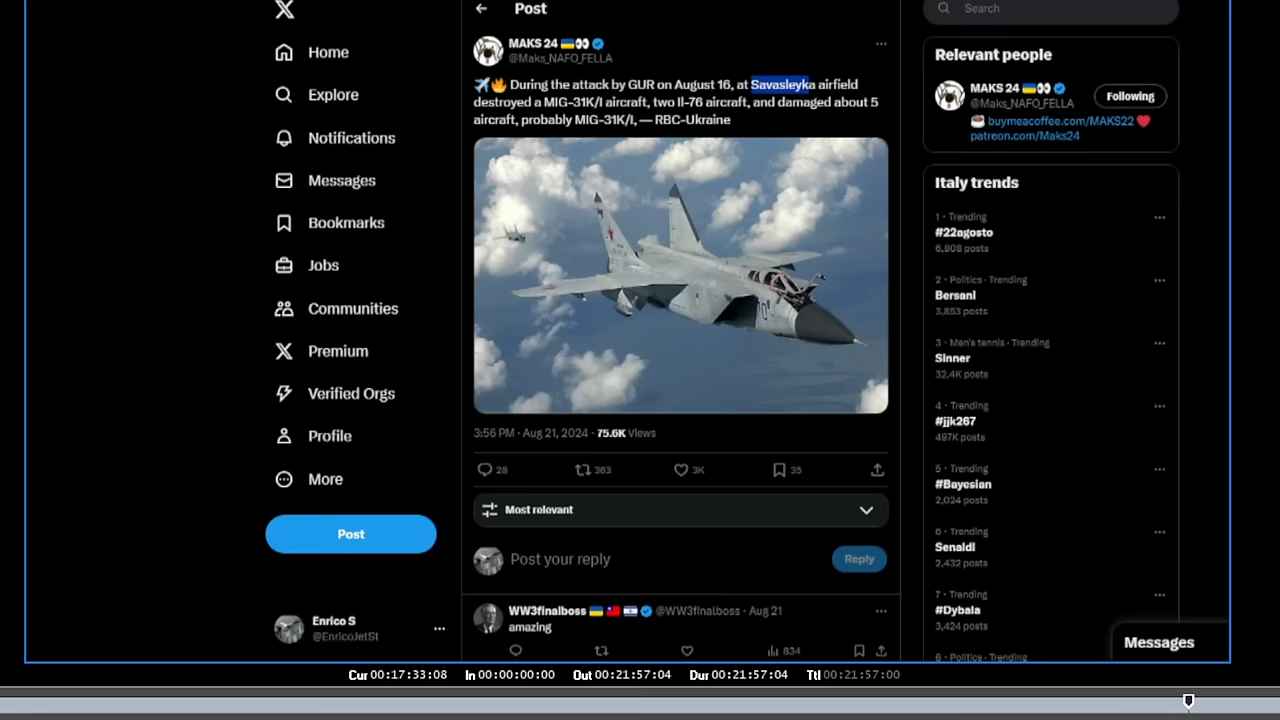 Home
Explore
Notifications
Messages
Bookmarks
Jobs
Communities
Premium
Verified Orgs
Profile
More
Post
Enrico S
@EnricoJetSt
Post
MAKS 24
@Maks_NAFO_FELLA
During the attack by GUR on August 16, at Savasleyka airfield
destroyed a MIG-31K/I aircraft, two Il-76 aircraft, and damaged about 5
aircraft, probably MIG-31K/I, — RBC-Ukraine
3:56 PM · Aug 21, 2024 · 75.6K Views
28 363 3K 35
Most relevant
Post your reply
Reply
WW3finalboss @WW3finalboss · Aug 21
amazing
834
Search
Relevant people
MAKS 24
@Maks_NAFO_FELLA
Following
buymeacoffee.com/MAKS22
patreon.com/Maks24
Italy trends
1 · Trending
#22agosto
6,808 posts
2 · Politics · Trending
Bersani
3,853 posts
3 · Men's tennis · Trending
Sinner
32.4K posts
4 · Trending
#jjk267
497K posts
5 · Trending
#Bayesian
2,024 posts
6 · Trending
Senaldi
2,432 posts
7 · Trending
#Dybala
3,424 posts
8 · Politics · Trending
Messages
Cur 00:17:33:08 In 00:00:00:00 Out 00:21:57:04 Dur 00:21:57:04 Ttl 00:21:57:00